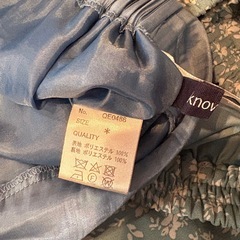 No. QE0486
SIZE *
QUALITY
表地 ポリエステル 100%
裏地 ポリエステル 100%
knov